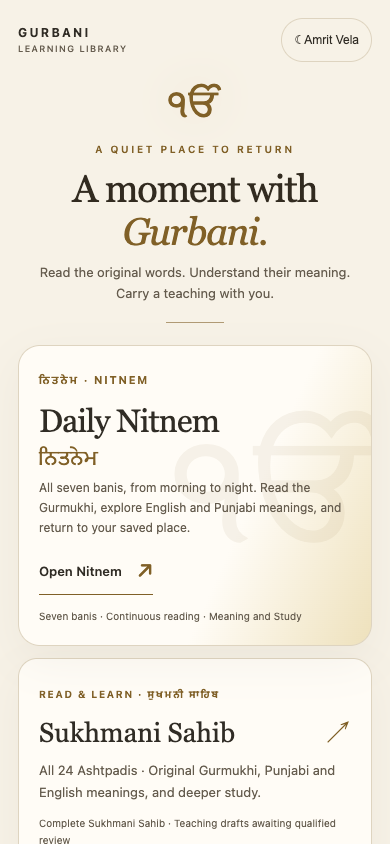 GURBANI
LEARNING LIBRARY
☾ Amrit Vela
ੴ
A QUIET PLACE TO RETURN
A moment with
Gurbani.
Read the original words. Understand their meaning.
Carry a teaching with you.
ਨਿਤਨੇਮ · NITNEM
Daily Nitnem
ਨਿਤਨੇਮ
ੴ
All seven banis, from morning to night. Read the
Gurmukhi, explore English and Punjabi meanings, and
return to your saved place.
Open Nitnem
Seven banis · Continuous reading · Meaning and Study
READ & LEARN · ਸੁਖਮਨੀ ਸਾਹਿਬ
Sukhmani Sahib
All 24 Ashtpadis · Original Gurmukhi, Punjabi and
English meanings, and deeper study.
Complete Sukhmani Sahib · Teaching drafts awaiting qualified
review